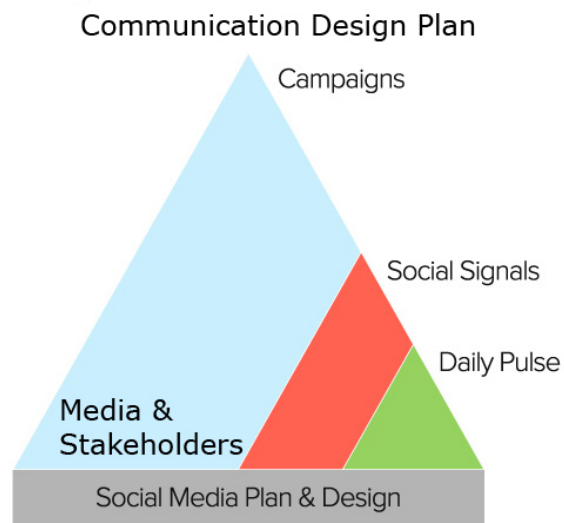 Communication Design Plan
Campaigns
Social Signals
Daily Pulse
Media &
Stakeholders
Social Media Plan & Design